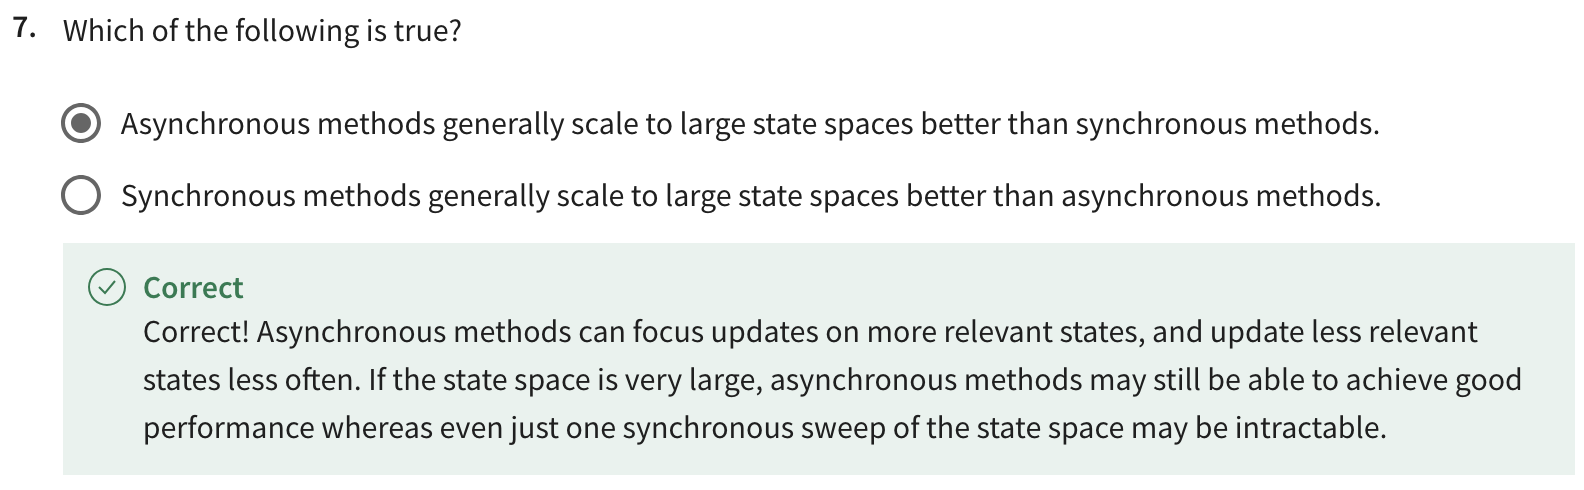 7. Which of the following is true?
Asynchronous methods generally scale to large state spaces better than synchronous methods.
Synchronous methods generally scale to large state spaces better than asynchronous methods.
Correct
Correct! Asynchronous methods can focus updates on more relevant states, and update less relevant
states less often. If the state space is very large, asynchronous methods may still be able to achieve good
performance whereas even just one synchronous sweep of the state space may be intractable.